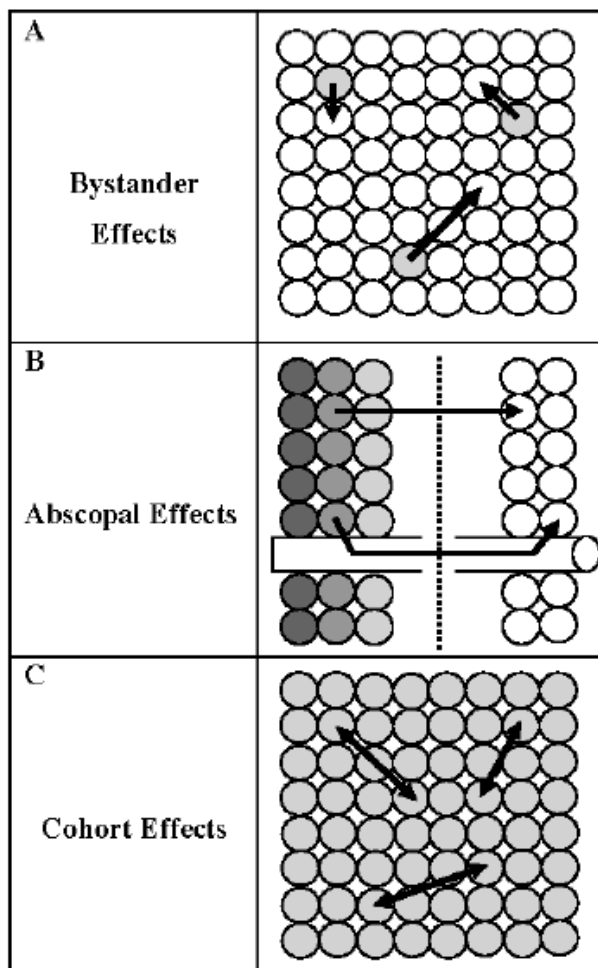 A
Bystander
Effects
B
Abscopal Effects
C
Cohort Effects